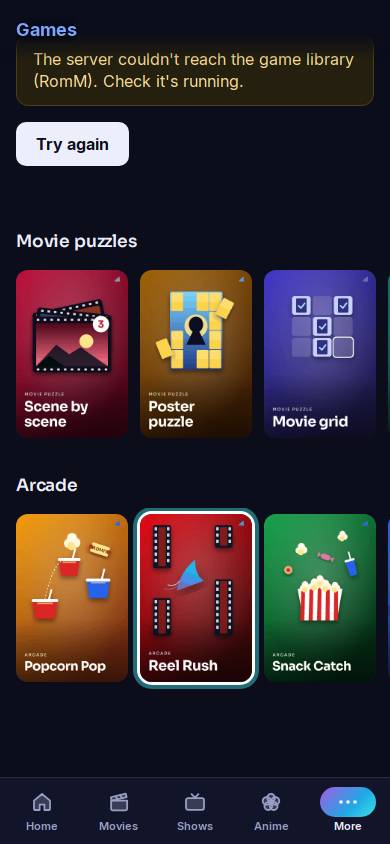 Games
The server couldn't reach the game library
(RomM). Check it's running.
Try again
Movie puzzles
3
MOVIE PUZZLE
Scene by
scene
MOVIE PUZZLE
Poster
puzzle
MOVIE PUZZLE
Movie grid
Arcade
ARCADE
Popcorn Pop
ARCADE
Reel Rush
ARCADE
Snack Catch
Home
Movies
Shows
Anime
More